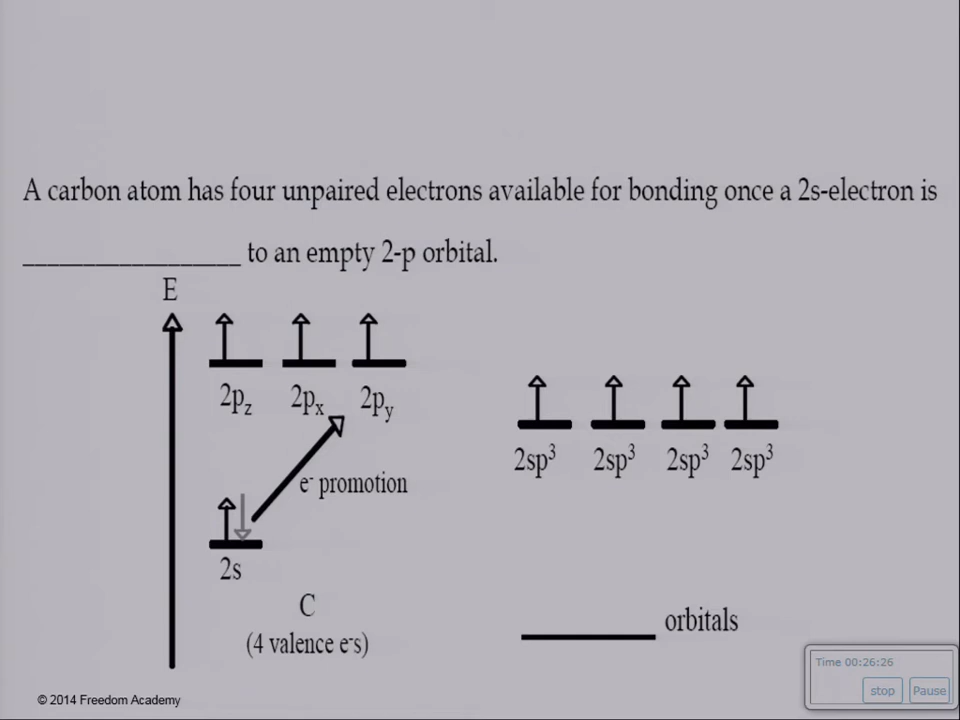 A carbon atom has four unpaired electrons available for bonding once a 2s-electron is
__________________ to an empty 2-p orbital.
E
2pz 2px 2py
2sp³ 2sp³ 2sp³ 2sp³
e⁻ promotion
2s
C
(4 valence e⁻s)
________ orbitals
Time 00:26:26
stop Pause
© 2014 Freedom Academy